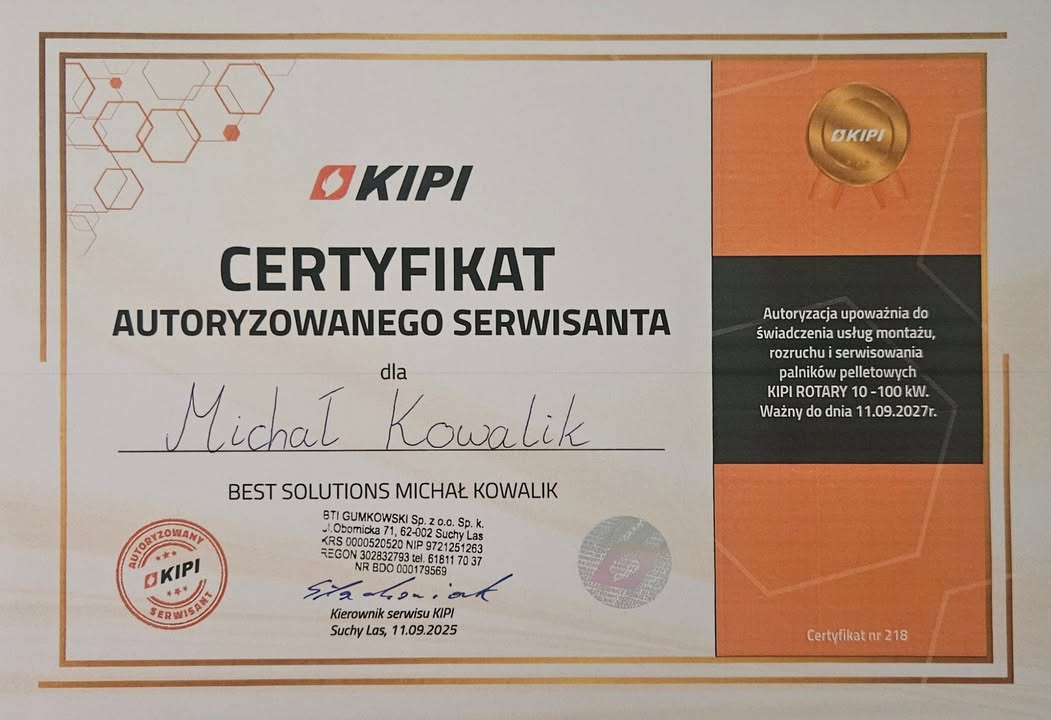 KIPI
CERTYFIKAT
AUTORYZOWANEGO SERWISANTA
dla
Michał Kowalik
BEST SOLUTIONS MICHAŁ KOWALIK
BTI GUMKOWSKI Sp. z o.o. Sp. k.
ul.Obornicka 71, 62-002 Suchy Las
KRS 0000520520 NIP 9721251263
REGON 302832793 tel. 61811 70 37
NR BDO 000179569
Kierownik serwisu KIPI
Suchy Las, 11.09.2025
AUTORYZOWANY
KIPI
SERWISANT
KIPI
Autoryzacja upoważnia do
świadczenia usług montażu,
rozruchu i serwisowania
palników pelletowych
KIPI ROTARY 10 -100 kW.
Ważny do dnia 11.09.2027r.
Certyfikat nr 218